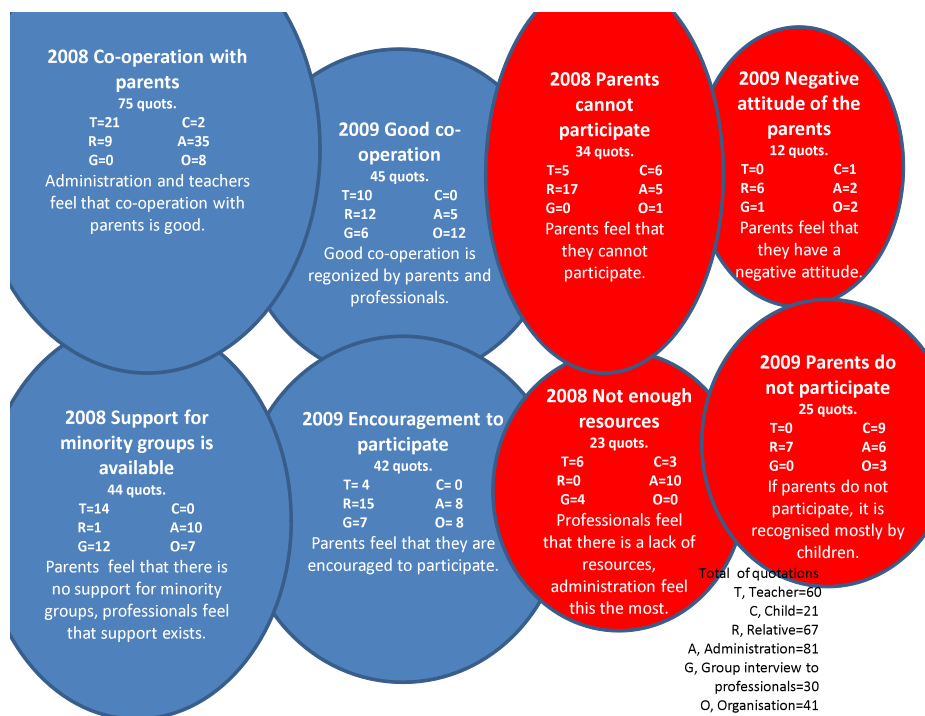 2008 Co-operation with
parents
75 quots.
T=21 C=2
R=9 A=35
G=0 O=8
Administration and teachers
feel that co-operation with
parents is good.
2009 Good co-
operation
45 quots.
T=10 C=0
R=12 A=5
G=6 O=12
Good co-operation is
regonized by parents and
professionals.
2008 Parents
cannot
participate
34 quots.
T=5 C=6
R=17 A=5
G=0 O=1
Parents feel that
they cannot
participate.
2009 Negative
attitude of the
parents
12 quots.
T=0 C=1
R=6 A=2
G=1 O=2
Parents feel that
they have a
negative attitude.
2008 Support for
minority groups is
available
44 quots.
T=14 C=0
R=1 A=10
G=12 O=7
Parents feel that there is
no support for minority
groups, professionals feel
that support exists.
2009 Encouragement to
participate
42 quots.
T= 4 C= 0
R=15 A= 8
G=7 O= 8
Parents feel that they are
encouraged to participate.
2008 Not enough
resources
23 quots.
T=6 C=3
R=0 A=10
G=4 O=0
Professionals feel
that there is a lack of
resources,
administration feel
this the most.
2009 Parents do
not participate
25 quots.
T=0 C=9
R=7 A=6
G=0 O=3
If parents do not
participate, it is
recognised mostly by
children.
Total of quotations
T, Teacher=60
C, Child=21
R, Relative=67
A, Administration=81
G, Group interview to
professionals=30
O, Organisation=41